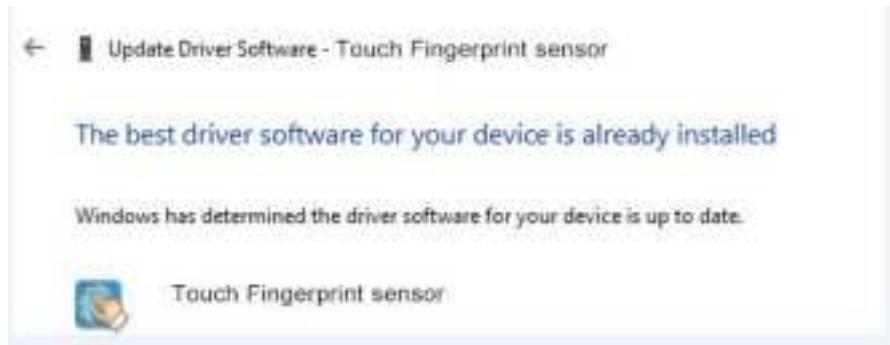 Update Driver Software - Touch Fingerprint sensor
The best driver software for your device is already installed
Windows has determined the driver software for your device is up to date.
Touch Fingerprint sensor